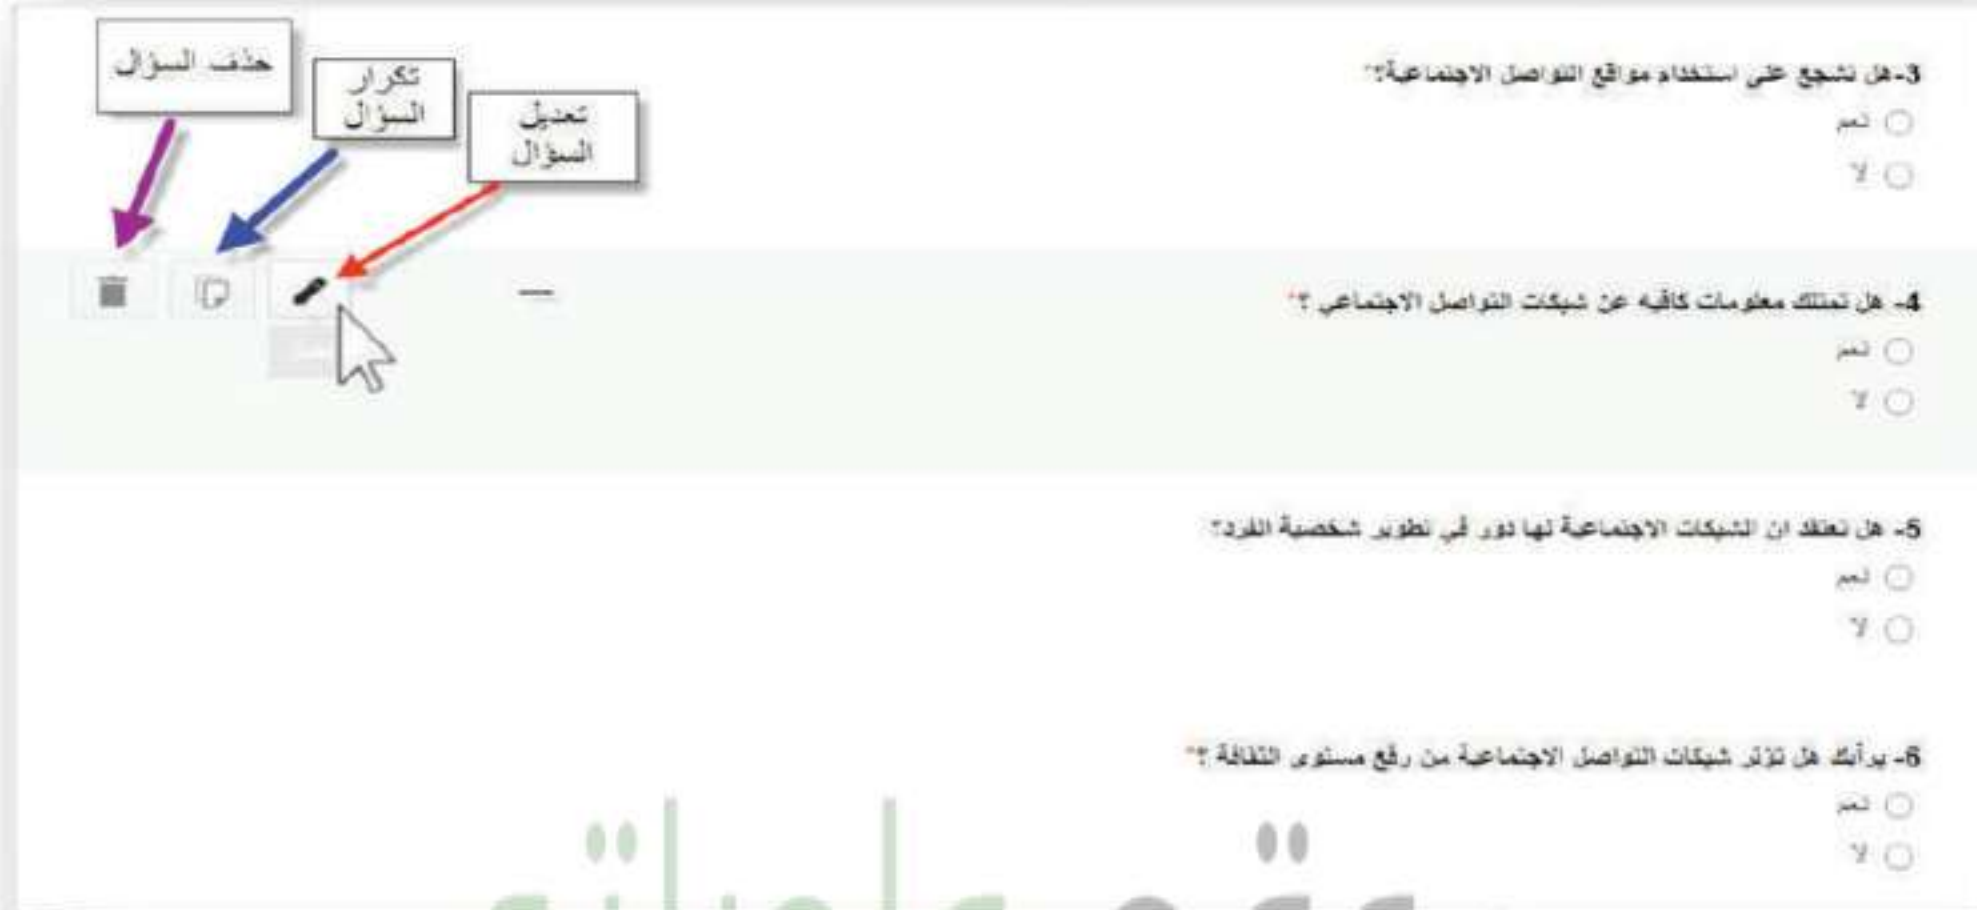 حذف السؤال
تكرار
السؤال
تعديل
السؤال
3-هل تشجع على استخدام مواقع التواصل الاجتماعية؟*
نعم
لا
4- هل تمتلك معلومات كافيه عن شبكات التواصل الاجتماعي ؟*
نعم
لا
5- هل تعتقد ان الشبكات الاجتماعية لها دور في تطوير شخصية الفرد؟
نعم
لا
6- برأيك هل تؤثر شبكات التواصل الاجتماعية من رفع مستوى الثقافة ؟*
نعم
لا